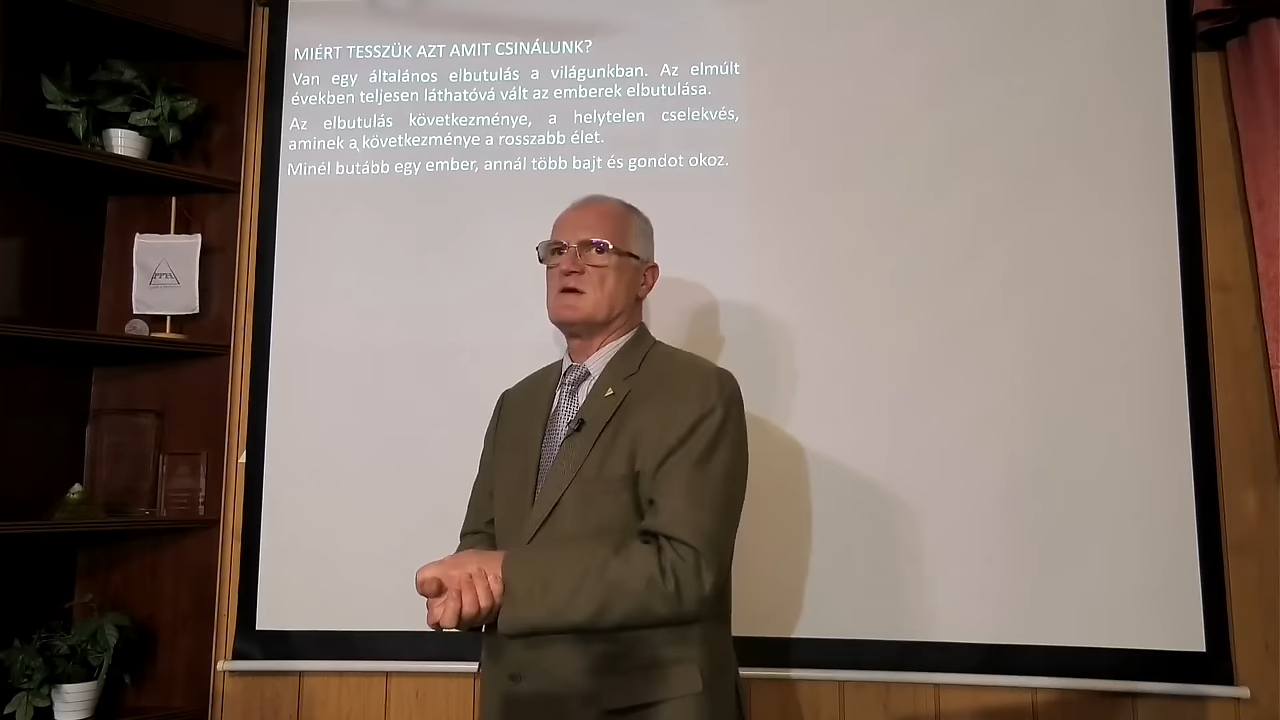 MIÉRT TESSZÜK AZT AMIT CSINÁLUNK?
Van egy általános elbutulás a világunkban. Az elmúlt
években teljesen láthatóvá vált az emberek elbutulása.
Az elbutulás következménye, a helytelen cselekvés,
aminek a következménye a rosszabb élet.
Minél butább egy ember, annál több bajt és gondot okoz.